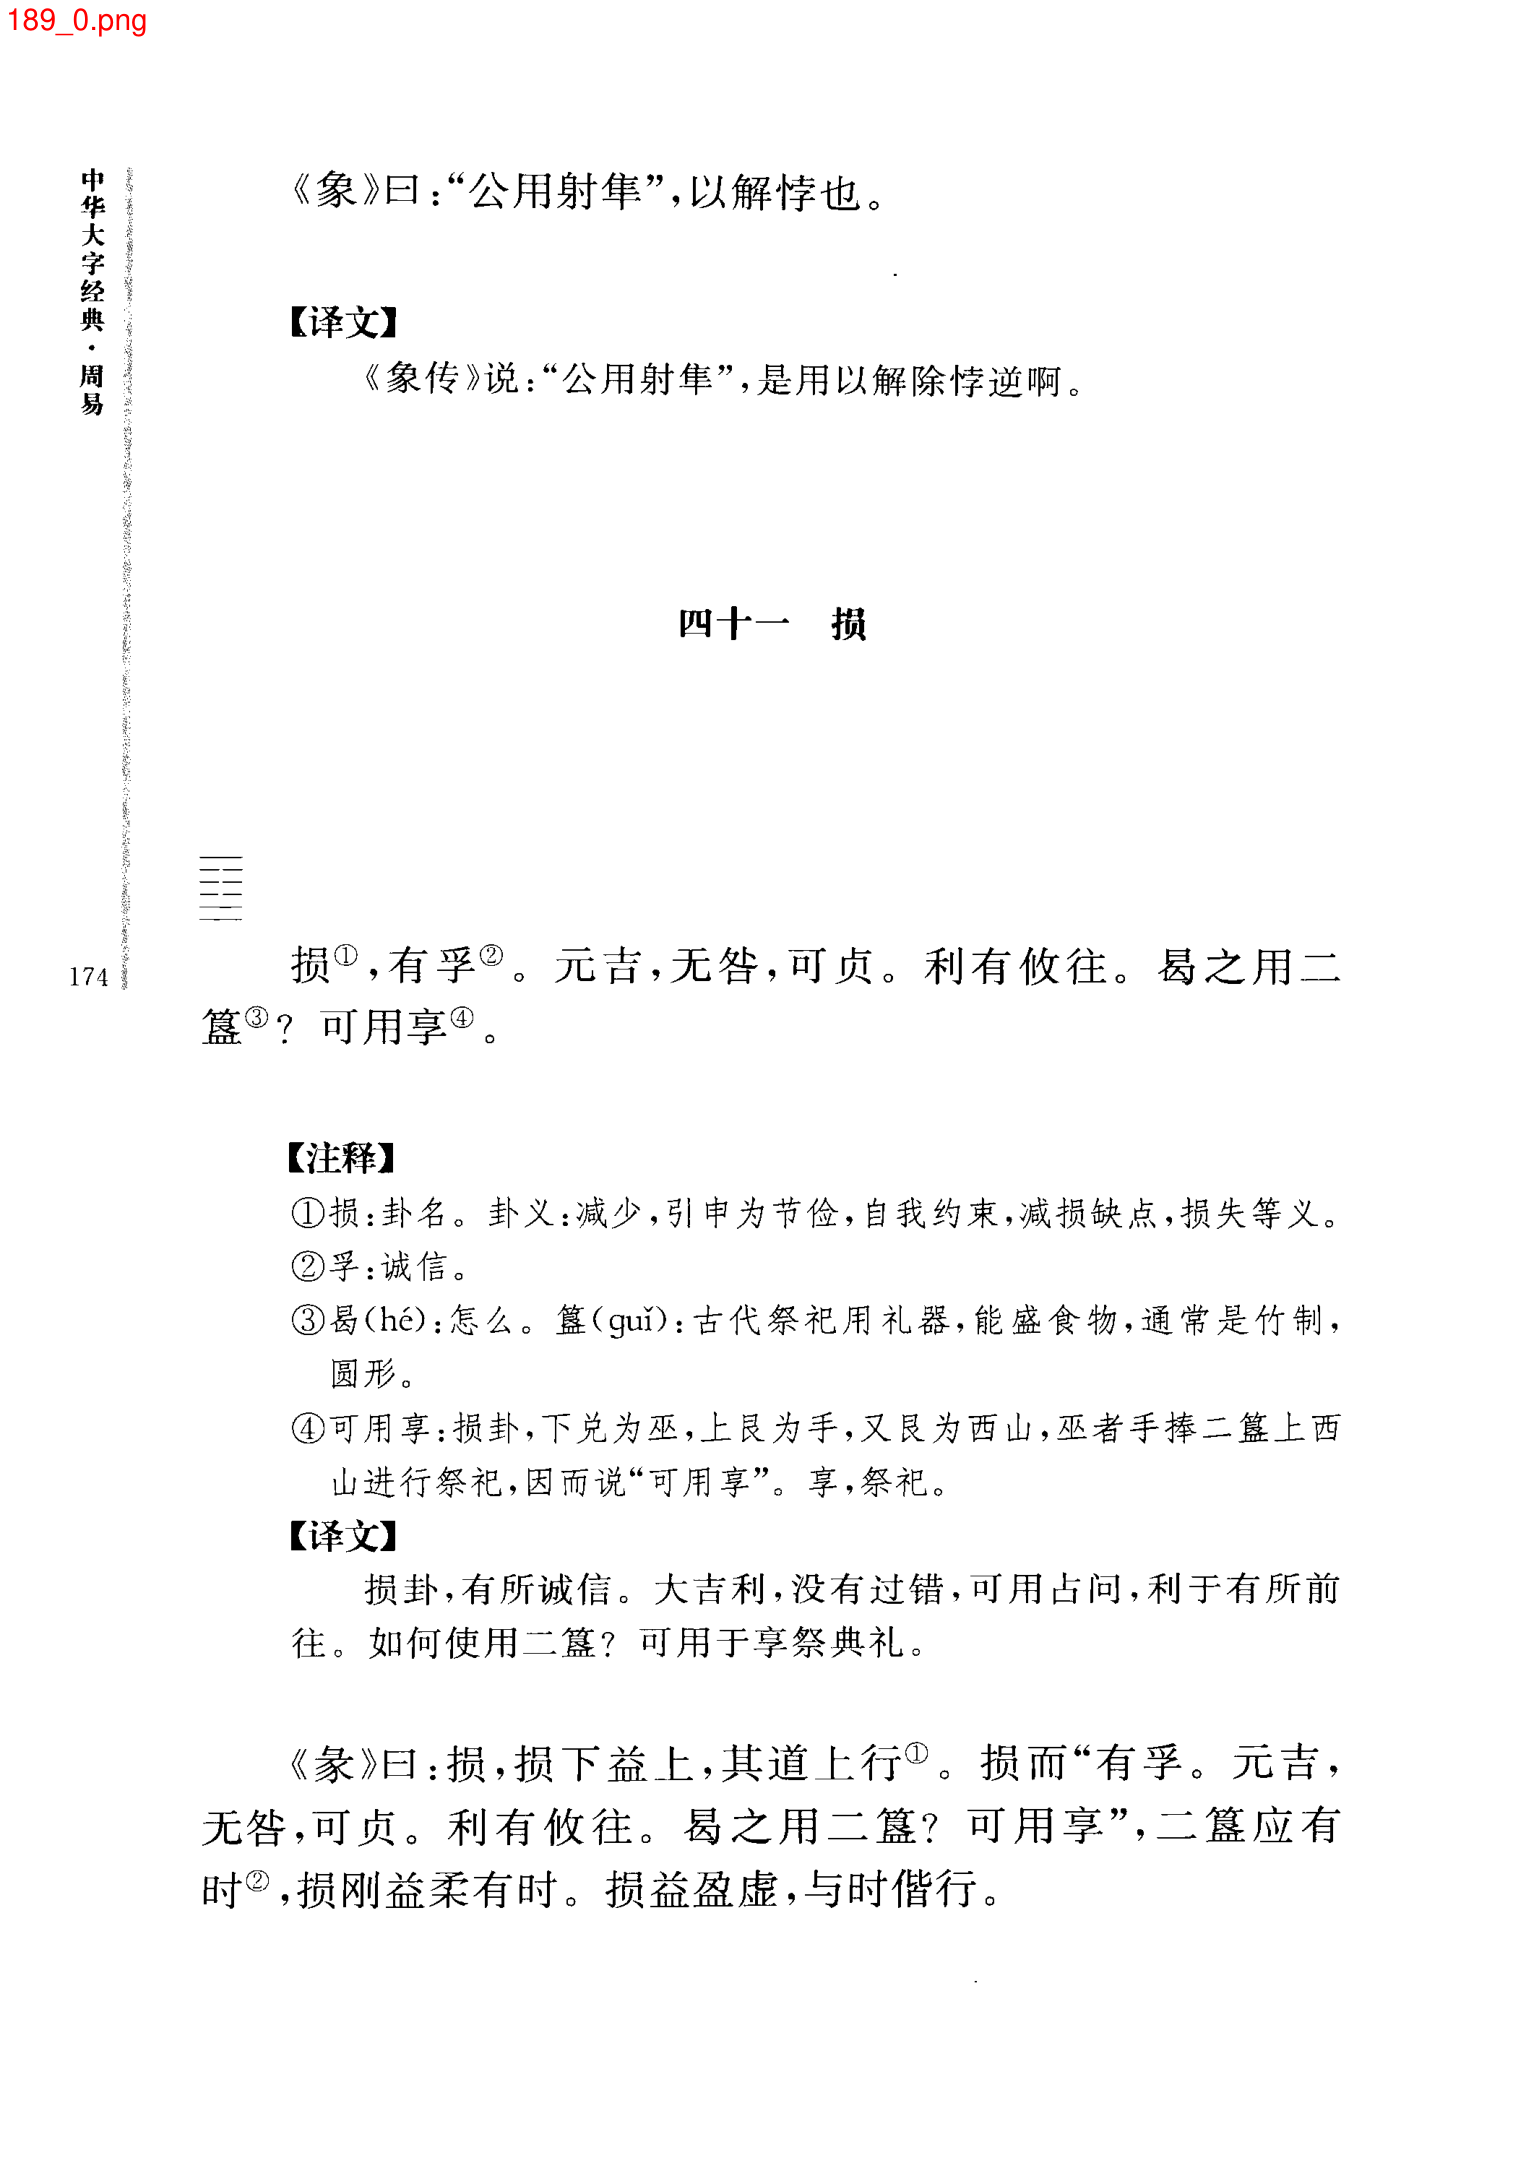 189_0.png
中华大字经典·周易
174
《象》曰：“公用射隼”，以解悖也。
【译文】
《象传》说：“公用射隼”，是用以解除悖逆啊。
四十一　损
损①，有孚②。元吉，无咎，可贞。利有攸往。曷之用二
簋③？可用享④。
【注释】
①损：卦名。卦义：减少，引申为节俭，自我约束，减损缺点，损失等义。
②孚：诚信。
③曷(hé)：怎么。簋(guǐ)：古代祭祀用礼器，能盛食物，通常是竹制，
圆形。
④可用享：损卦，下兑为巫，上艮为手，又艮为西山，巫者手捧二簋上西
山进行祭祀，因而说“可用享”。享，祭祀。
【译文】
损卦，有所诚信。大吉利，没有过错，可用占问，利于有所前
往。如何使用二簋？可用于享祭典礼。
《彖》曰：损，损下益上，其道上行①。损而“有孚。元吉，
无咎，可贞。利有攸往。曷之用二簋？可用享”，二簋应有
时②，损刚益柔有时。损益盈虚，与时偕行。